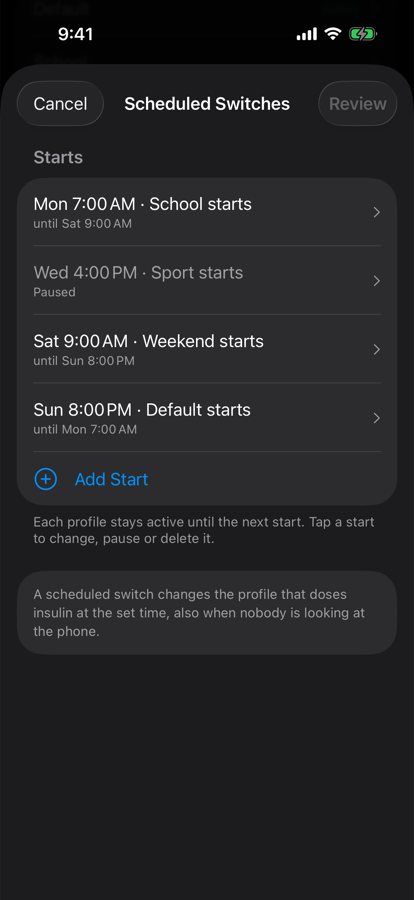 Default
9:41
Cancel
Scheduled Switches
Review
Starts
Mon 7:00 AM · School starts
until Sat 9:00 AM
Wed 4:00 PM · Sport starts
Paused
Sat 9:00 AM · Weekend starts
until Sun 8:00 PM
Sun 8:00 PM · Default starts
until Mon 7:00 AM
Add Start
Each profile stays active until the next start. Tap a start
to change, pause or delete it.
A scheduled switch changes the profile that doses
insulin at the set time, also when nobody is looking at
the phone.